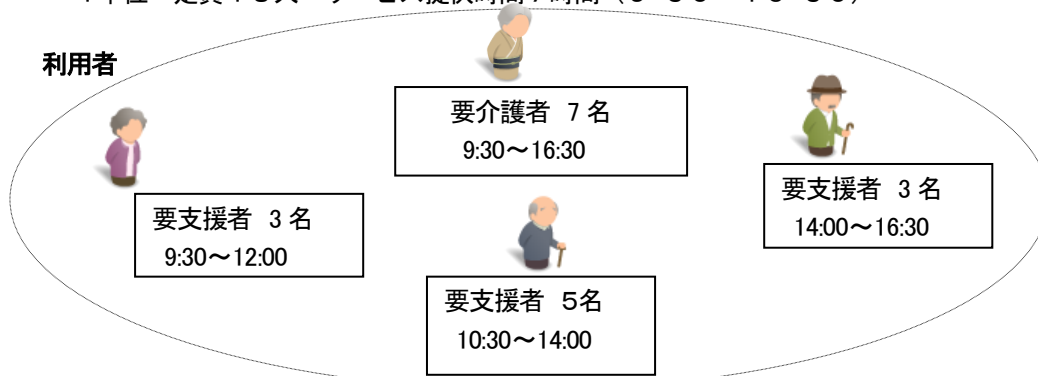 利用者
要介護者 7 名
9:30～16:30
要支援者 3 名
9:30～12:00
要支援者 3 名
14:00～16:30
要支援者 5名
10:30～14:00